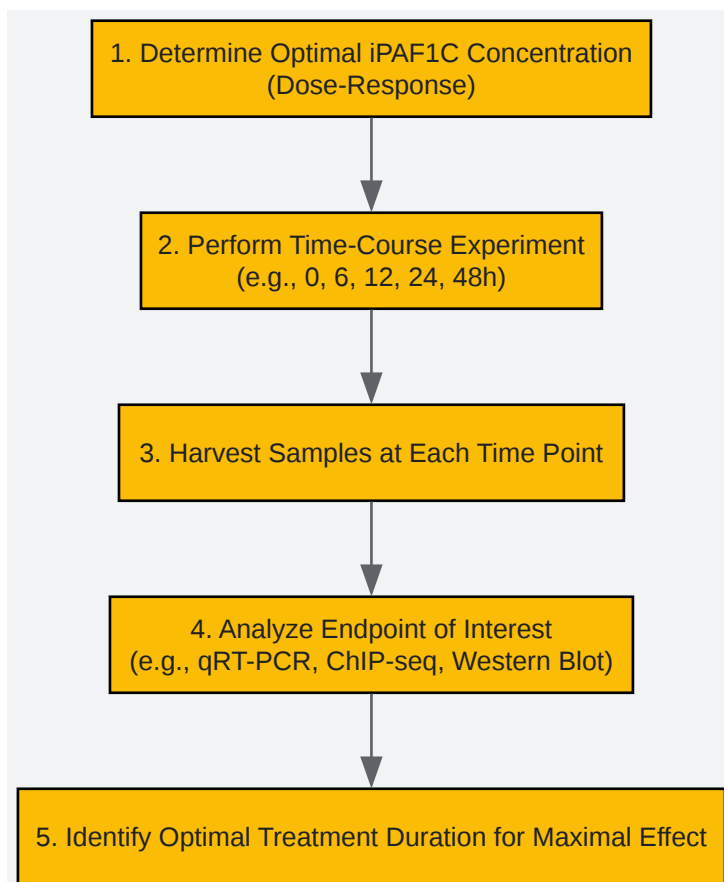 1. Determine Optimal iPAF1C Concentration
(Dose-Response)
2. Perform Time-Course Experiment
(e.g., 0, 6, 12, 24, 48h)
3. Harvest Samples at Each Time Point
4. Analyze Endpoint of Interest
(e.g., qRT-PCR, ChIP-seq, Western Blot)
5. Identify Optimal Treatment Duration for Maximal Effect